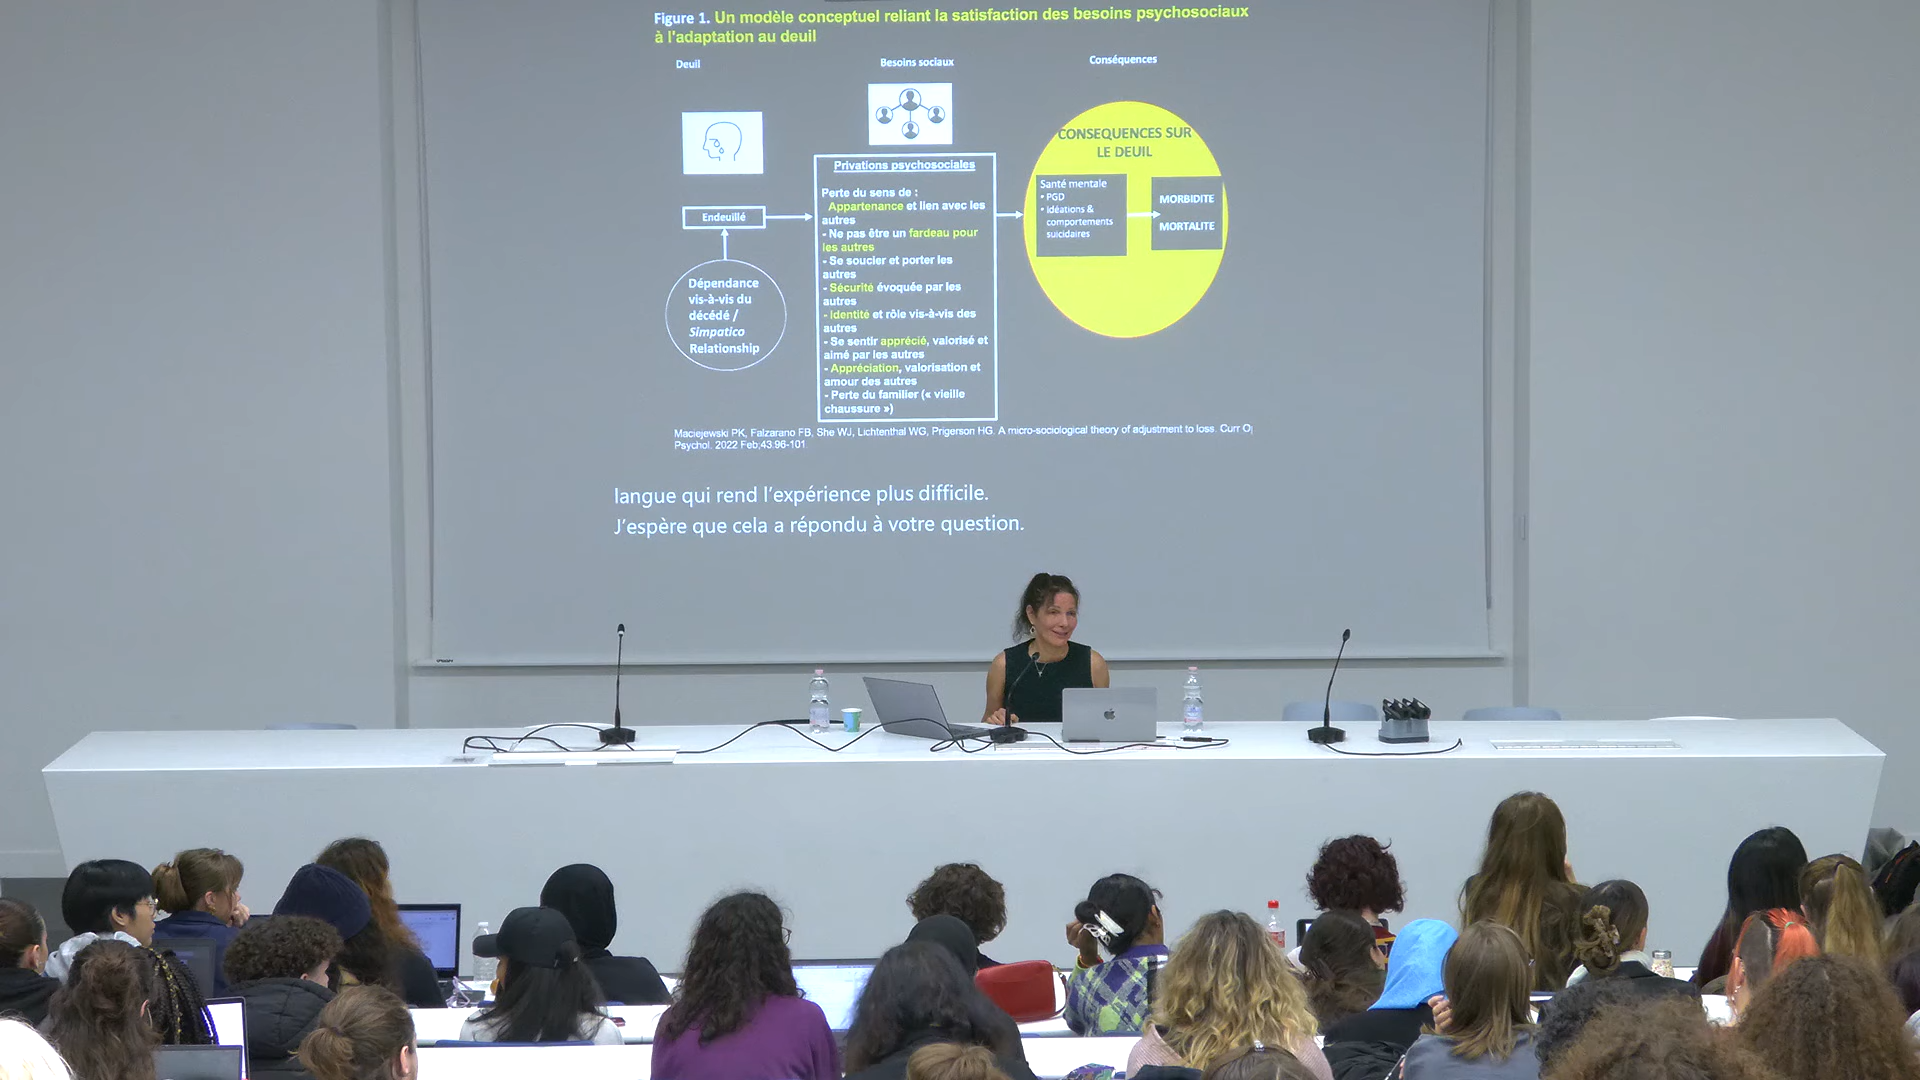 Figure 1. Un modèle conceptuel reliant la satisfaction des besoins psychosociaux
à l'adaptation au deuil
Deuil
Besoins sociaux
Conséquences
Endeuillé
Dépendance
vis-à-vis du
décédé /
Simpatico
Relationship
Privations psychosociales
Perte du sens de :
Appartenance et lien avec les
autres
- Ne pas être un fardeau pour
les autres
- Se soucier et porter les
autres
- Sécurité évoquée par les
autres
- Identité et rôle vis-à-vis des
autres
- Se sentir apprécié, valorisé et
aimé par les autres
- Appréciation, valorisation et
amour des autres
- Perte du familier (« vieille
chaussure »)
CONSEQUENCES SUR
LE DEUIL
Santé mentale
• PGD
• Idéations &
comportements
suicidaires
MORBIDITE
MORTALITE
Maciejewski PK, Falzarano FB, She WJ, Lichtenthal WG, Prigerson HG. A micro-sociological theory of adjustment to loss. Curr O
Psychol. 2022 Feb;43:96-101.
langue qui rend l'expérience plus difficile.
J'espère que cela a répondu à votre question.